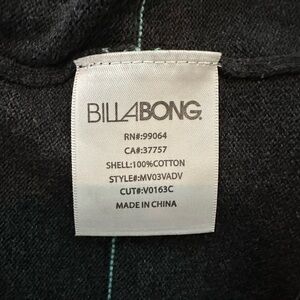 BILLABONG.
RN#:99064
CA#:37757
SHELL:100%COTTON
STYLE#:MV03VADV
CUT#:V0163C
MADE IN CHINA